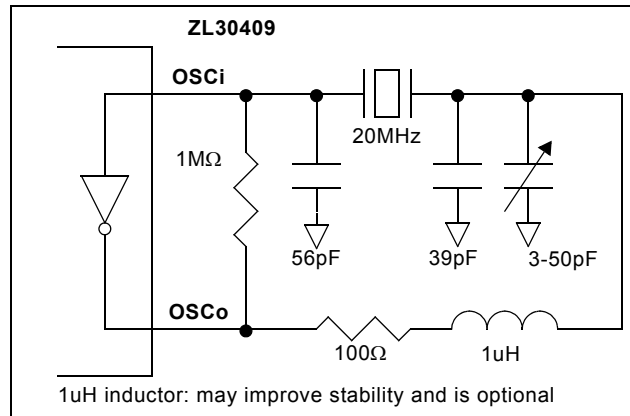 ZL30409
OSCi
20MHz
1MΩ
56pF
39pF
3-50pF
OSCo
100Ω
1uH
1uH inductor: may improve stability and is optional